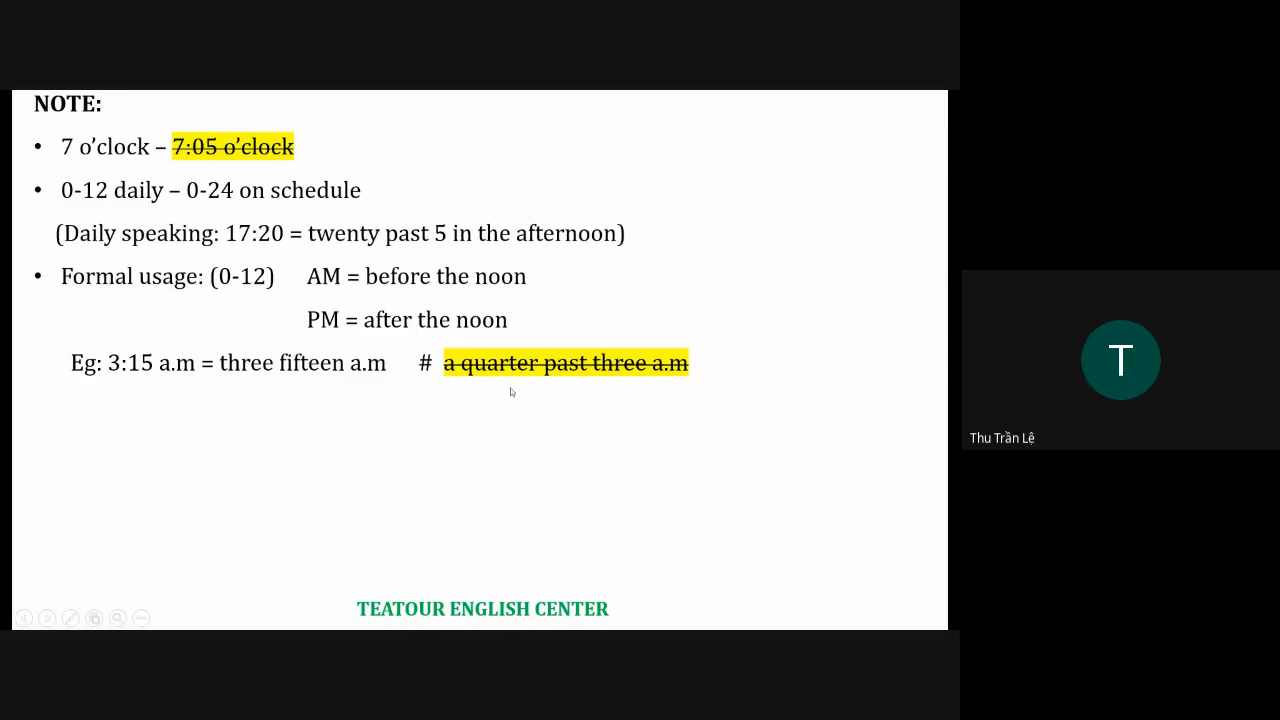 NOTE:
• 7 o’clock – 7:05 o’clock
• 0-12 daily – 0-24 on schedule
(Daily speaking: 17:20 = twenty past 5 in the afternoon)
• Formal usage: (0-12) AM = before the noon
PM = after the noon
Eg: 3:15 a.m = three fifteen a.m # a quarter past three a.m
TEATOUR ENGLISH CENTER
T
Thu Trần Lệ